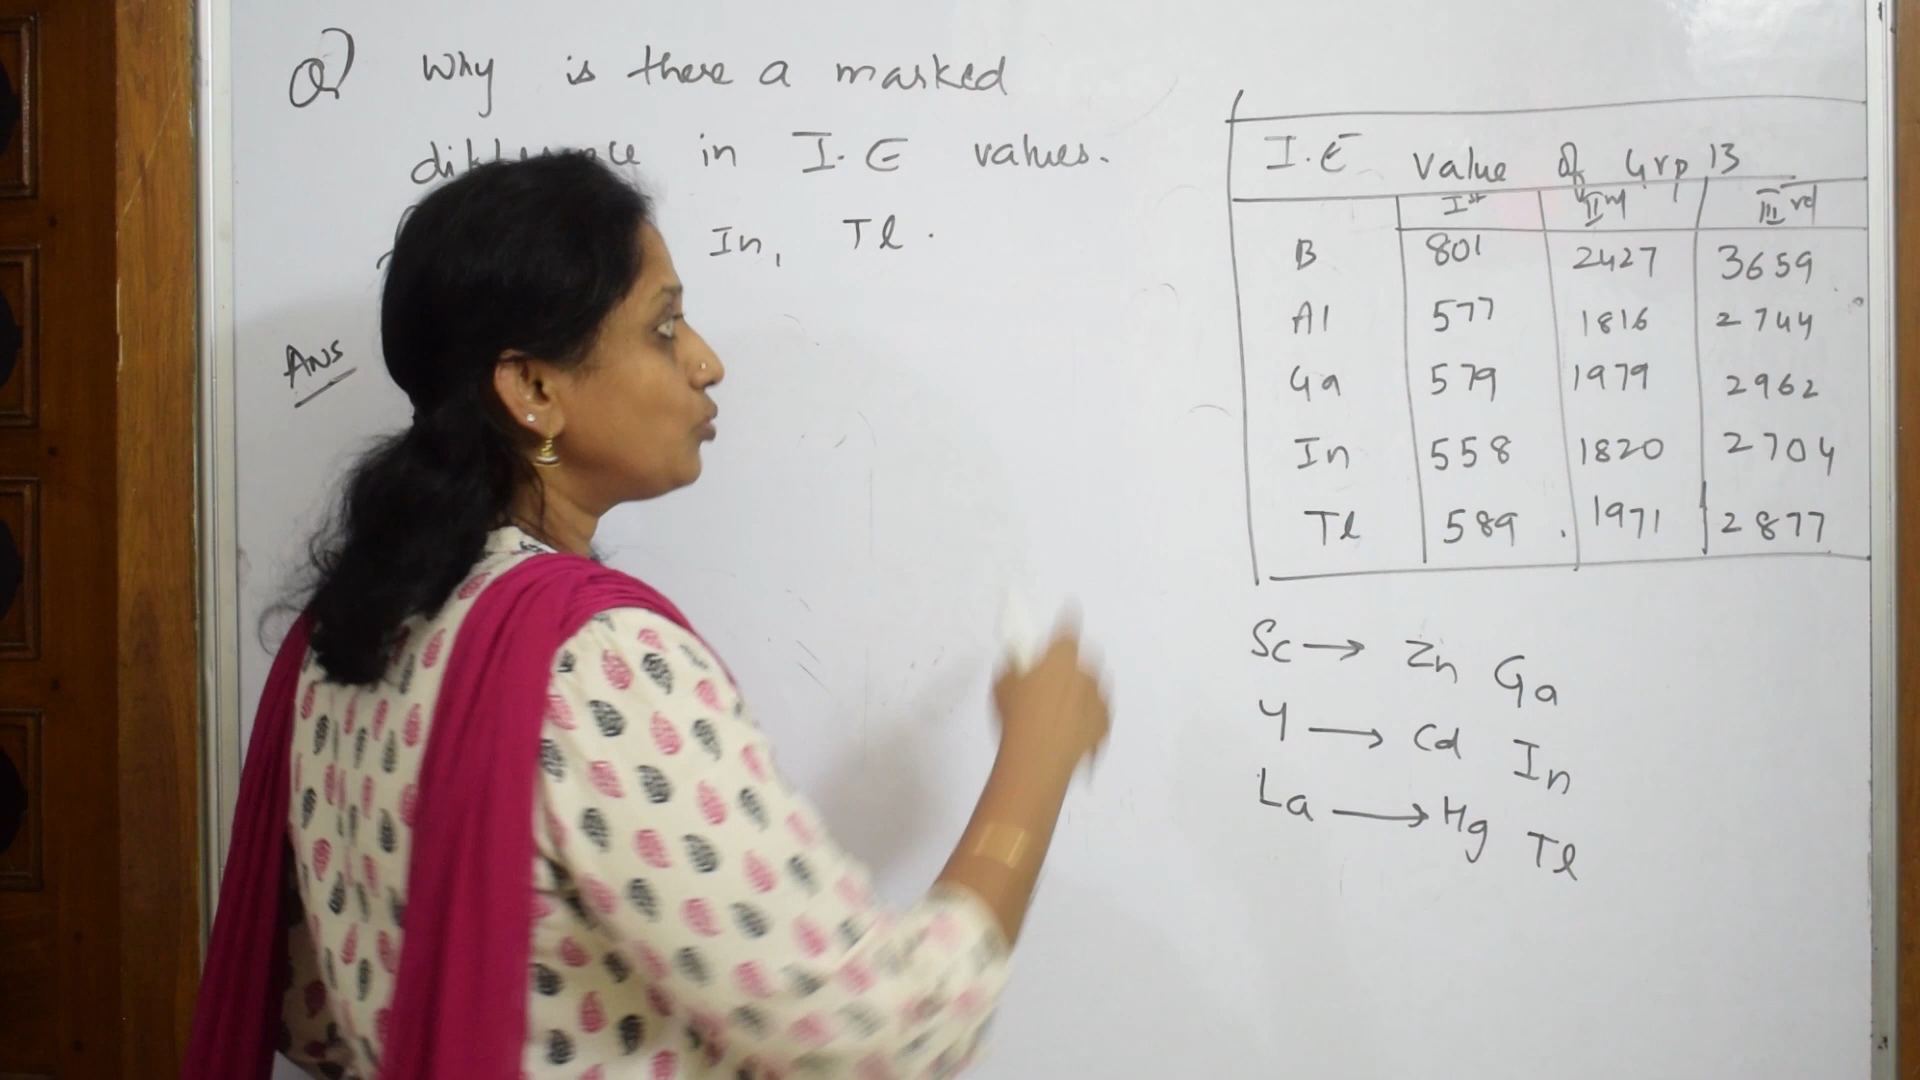 Q) Why is there a marked
in I.E values.
In, Tl.
Ans
I.E Value of Grp 13
Ist IInd IIIrd
B 801 2427 3659
Al 577 1816 2744
Ga 579 1979 2962
In 558 1820 2704
Tl 589 1971 2877
Sc → Zn Ga
Y → Cd In
La → Hg Tl